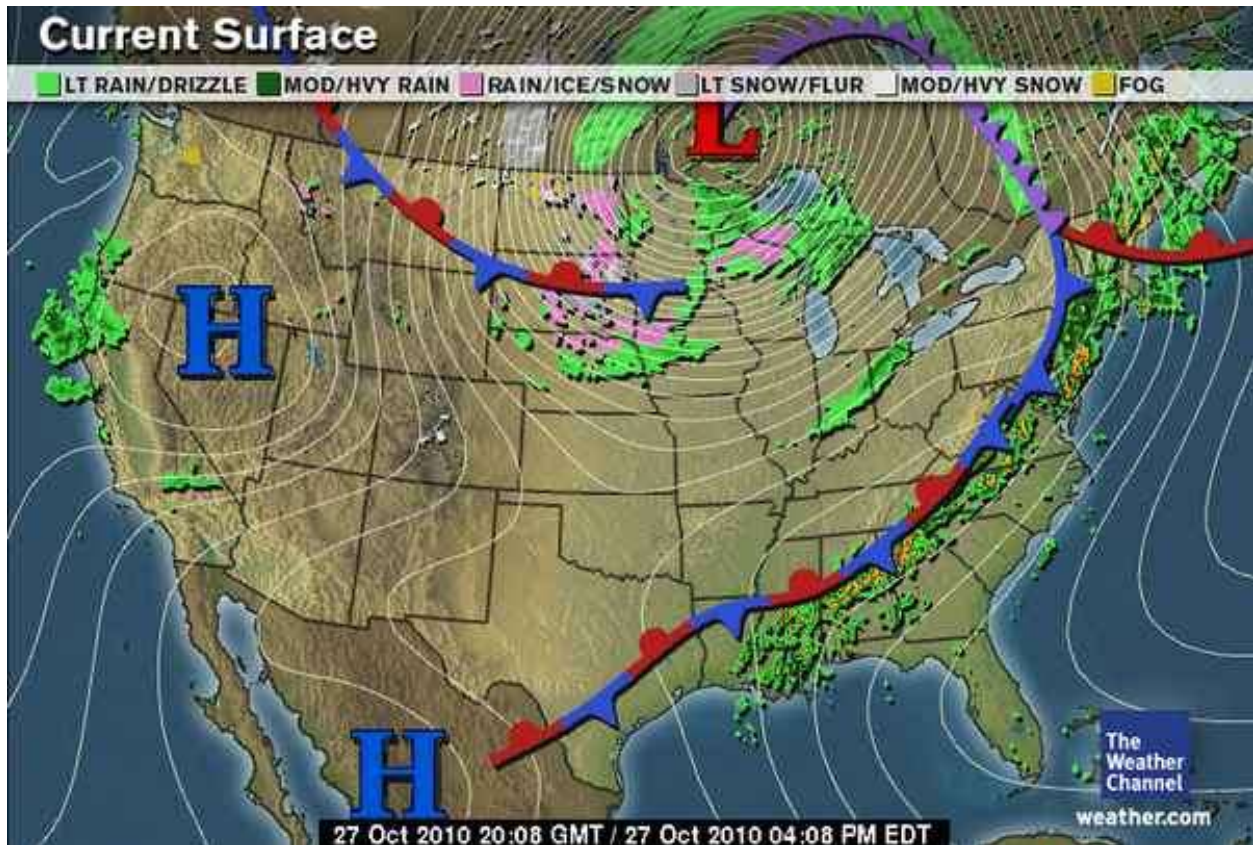 Current Surface
LT RAIN/DRIZZLE MOD/HVY RAIN RAIN/ICE/SNOW LT SNOW/FLUR MOD/HVY SNOW FOG
L
H
H
The
Weather
Channel
weather.com
27 Oct 2010 20:08 GMT / 27 Oct 2010 04:08 PM EDT